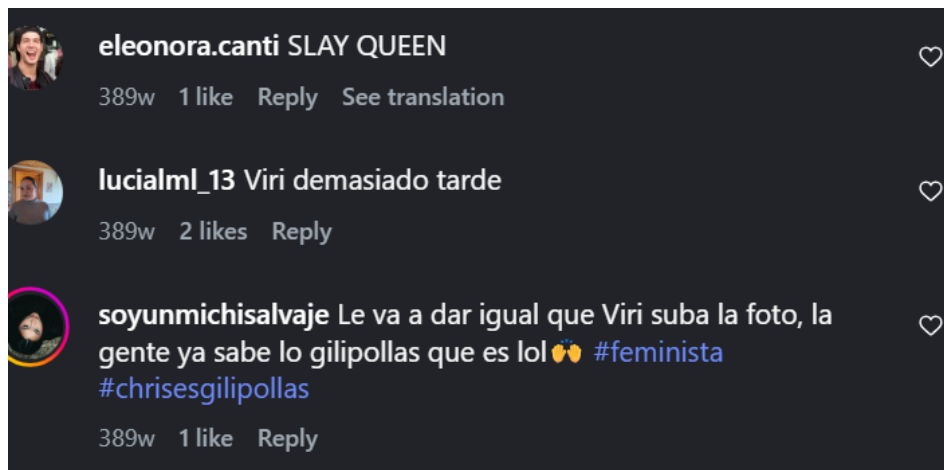 eleonora.canti SLAY QUEEN
389w 1 like Reply See translation
lucialml_13 Viri demasiado tarde
389w 2 likes Reply
soyunmichisalvaje Le va a dar igual que Viri suba la foto, la
gente ya sabe lo gilipollas que es lol🙌 #feminista
#chrisesgilipollas
389w 1 like Reply